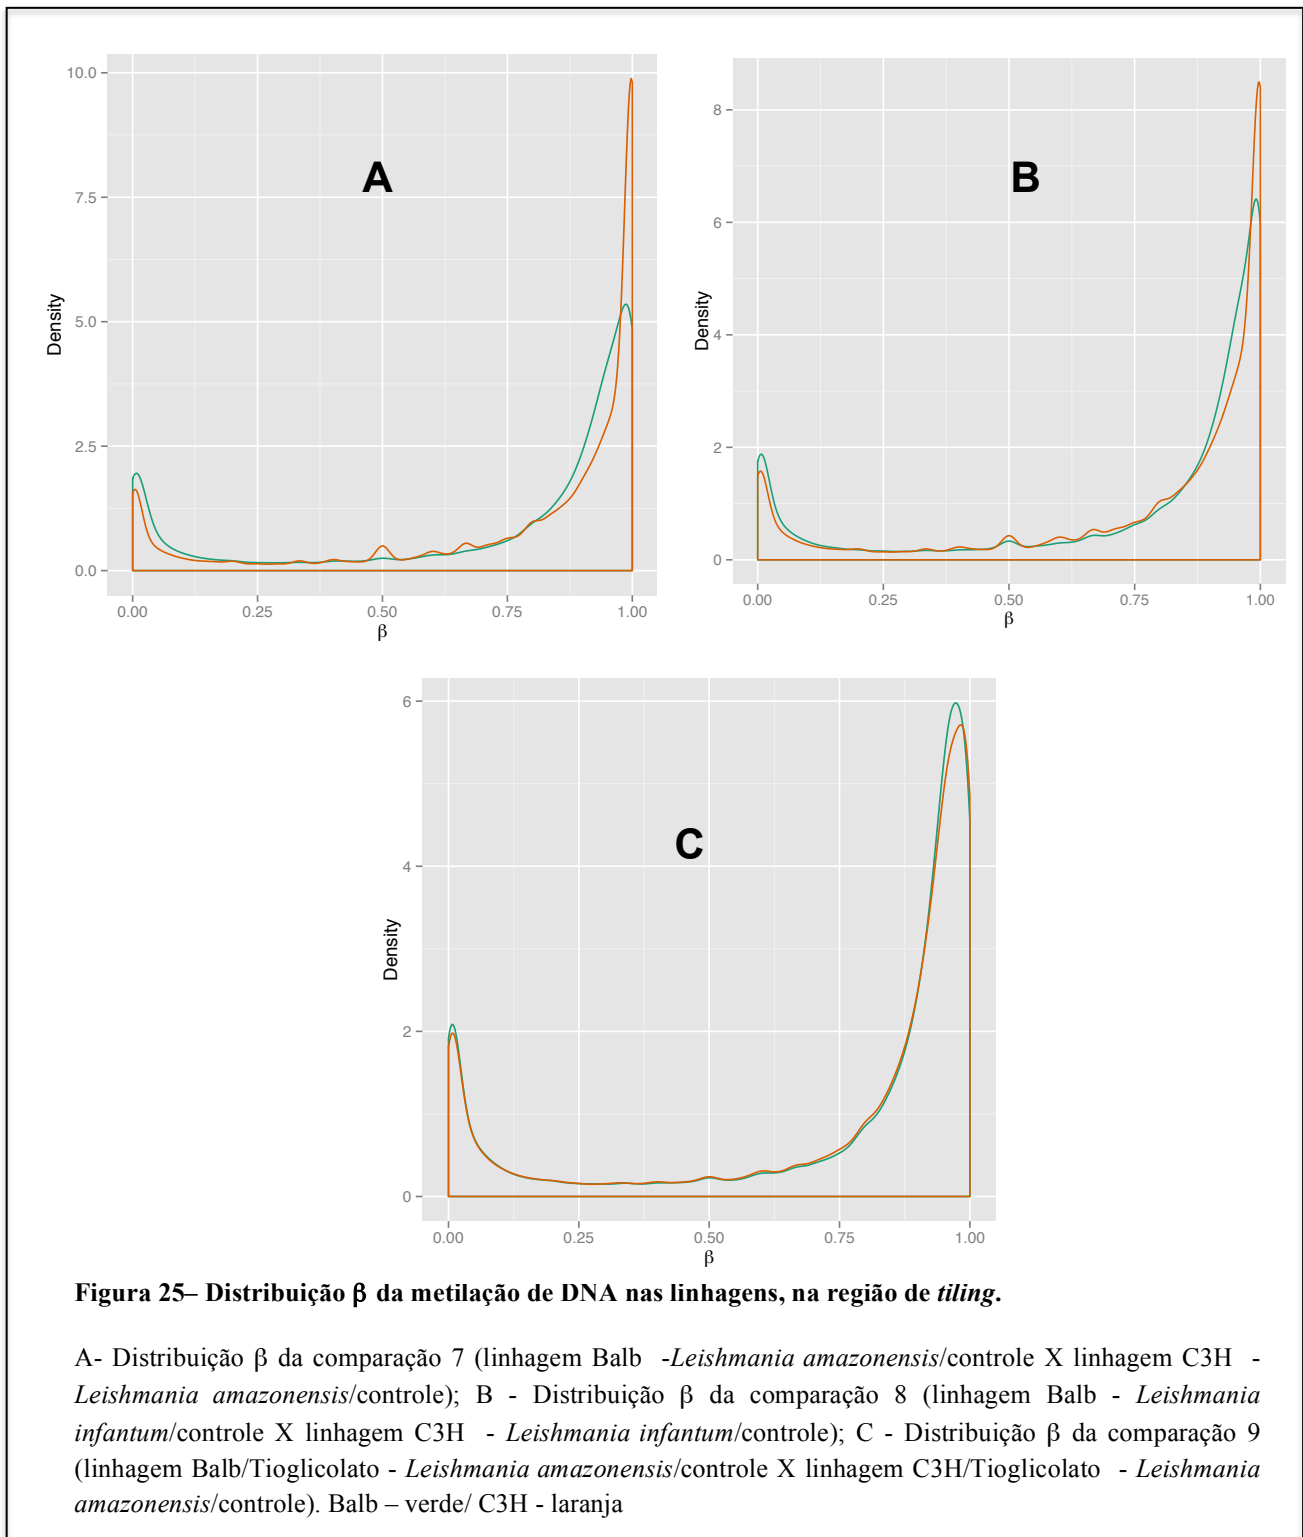 10.0
7.5
5.0
2.5
0.0
Density
A
0.00 0.25 0.50 0.75 1.00
β
8
6
4
2
0
Density
B
0.00 0.25 0.50 0.75 1.00
β
6
4
2
0
Density
C
0.00 0.25 0.50 0.75 1.00
β
Figura 25– Distribuição β da metilação de DNA nas linhagens, na região de tiling.
A- Distribuição β da comparação 7 (linhagem Balb -Leishmania amazonensis/controle X linhagem C3H -
Leishmania amazonensis/controle); B - Distribuição β da comparação 8 (linhagem Balb - Leishmania
infantum/controle X linhagem C3H - Leishmania infantum/controle); C - Distribuição β da comparação 9
(linhagem Balb/Tioglicolato - Leishmania amazonensis/controle X linhagem C3H/Tioglicolato - Leishmania
amazonensis/controle). Balb – verde/ C3H - laranja